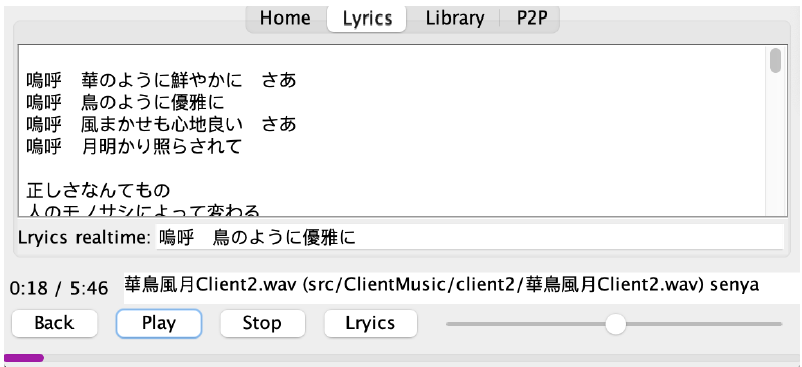 Home Lyrics Library P2P
嗚呼　華のように鮮やかに　さあ
嗚呼　鳥のように優雅に
嗚呼　風まかせも心地良い　さあ
嗚呼　月明かり照らされて
正しさなんてもの
人のモノサシによって変わる
Lryics realtime: 嗚呼　鳥のように優雅に
0:18 / 5:46 華鳥風月Client2.wav (src/ClientMusic/client2/華鳥風月Client2.wav) senya
Back Play Stop Lryics